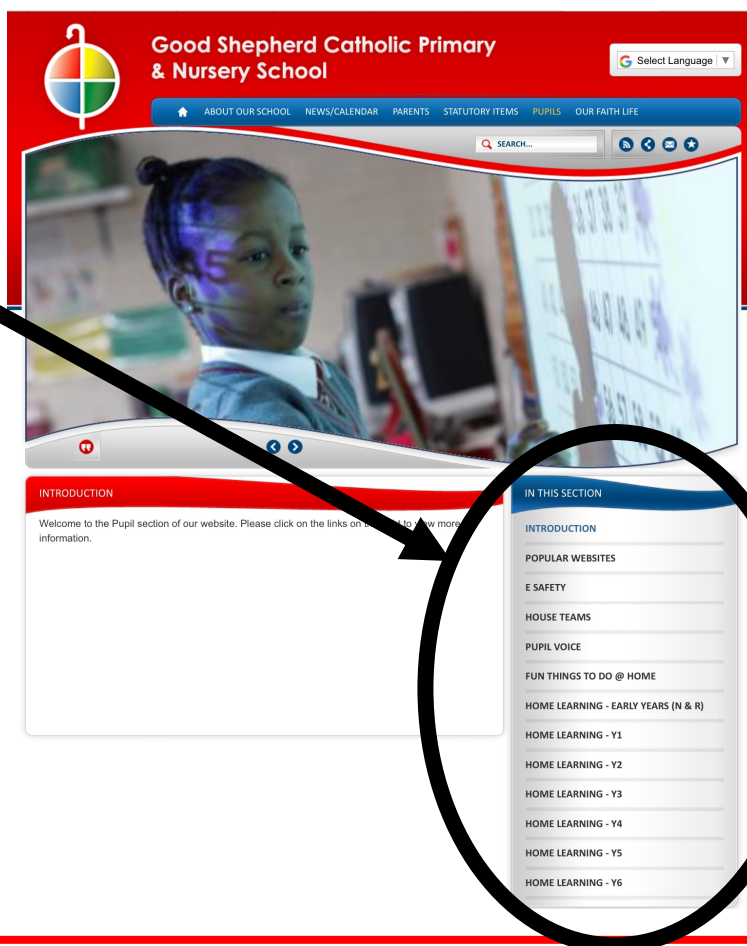 Good Shepherd Catholic Primary
& Nursery School
Select Language ▼
ABOUT OUR SCHOOL NEWS/CALENDAR PARENTS STATUTORY ITEMS PUPILS OUR FAITH LIFE
SEARCH...
INTRODUCTION
Welcome to the Pupil section of our website. Please click on the links on to view more
information.
IN THIS SECTION
INTRODUCTION
POPULAR WEBSITES
E SAFETY
HOUSE TEAMS
PUPIL VOICE
FUN THINGS TO DO @ HOME
HOME LEARNING - EARLY YEARS (N & R)
HOME LEARNING - Y1
HOME LEARNING - Y2
HOME LEARNING - Y3
HOME LEARNING - Y4
HOME LEARNING - Y5
HOME LEARNING - Y6